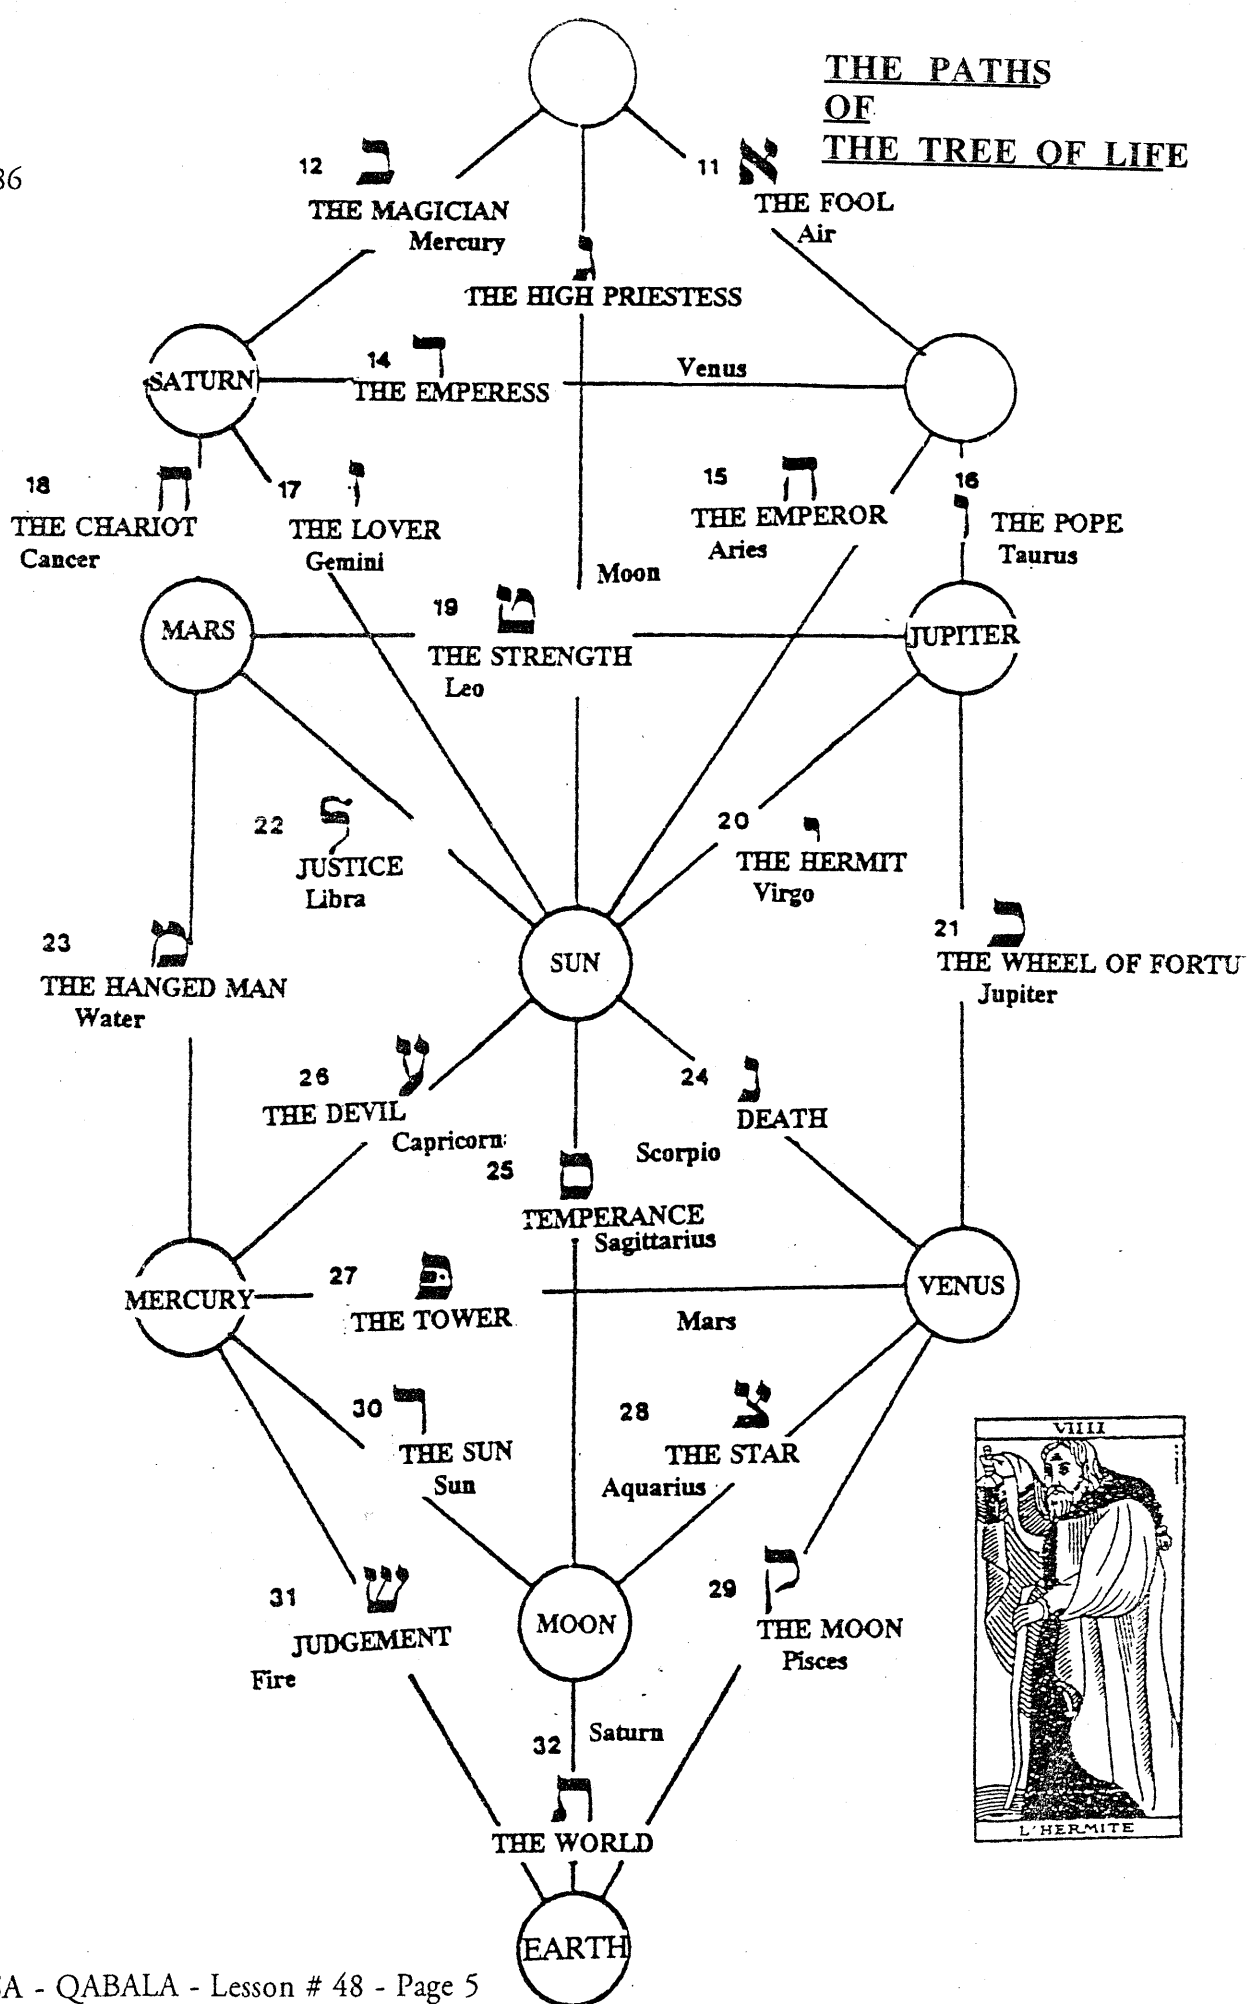 THE PATHS
OF
THE TREE OF LIFE
86
12 ב
THE MAGICIAN
Mercury
11 א
THE FOOL
Air
ג
THE HIGH PRIESTESS
SATURN
14 ד
THE EMPERESS
Venus
18 ח
THE CHARIOT
Cancer
17 ז
THE LOVER
Gemini
15 ה
THE EMPEROR
Aries
16
ו
THE POPE
Taurus
Moon
MARS
19 ט
THE STRENGTH
Leo
JUPITER
22 ל
JUSTICE
Libra
20 י
THE HERMIT
Virgo
23 מ
THE HANGED MAN
Water
SUN
21 כ
THE WHEEL OF FORTU
Jupiter
26 ע
THE DEVIL
Capricorn
24 נ
DEATH
Scorpio
25 ס
TEMPERANCE
Sagittarius
MERCURY
27 פ
THE TOWER
Mars
VENUS
30 ר
THE SUN
Sun
28 צ
THE STAR
Aquarius
VIIII
L'HERMITE
31 ש
JUDGEMENT
Fire
MOON
29 ק
THE MOON
Pisces
32
Saturn
ת
THE WORLD
EARTH
A - QABALA - Lesson # 48 - Page 5